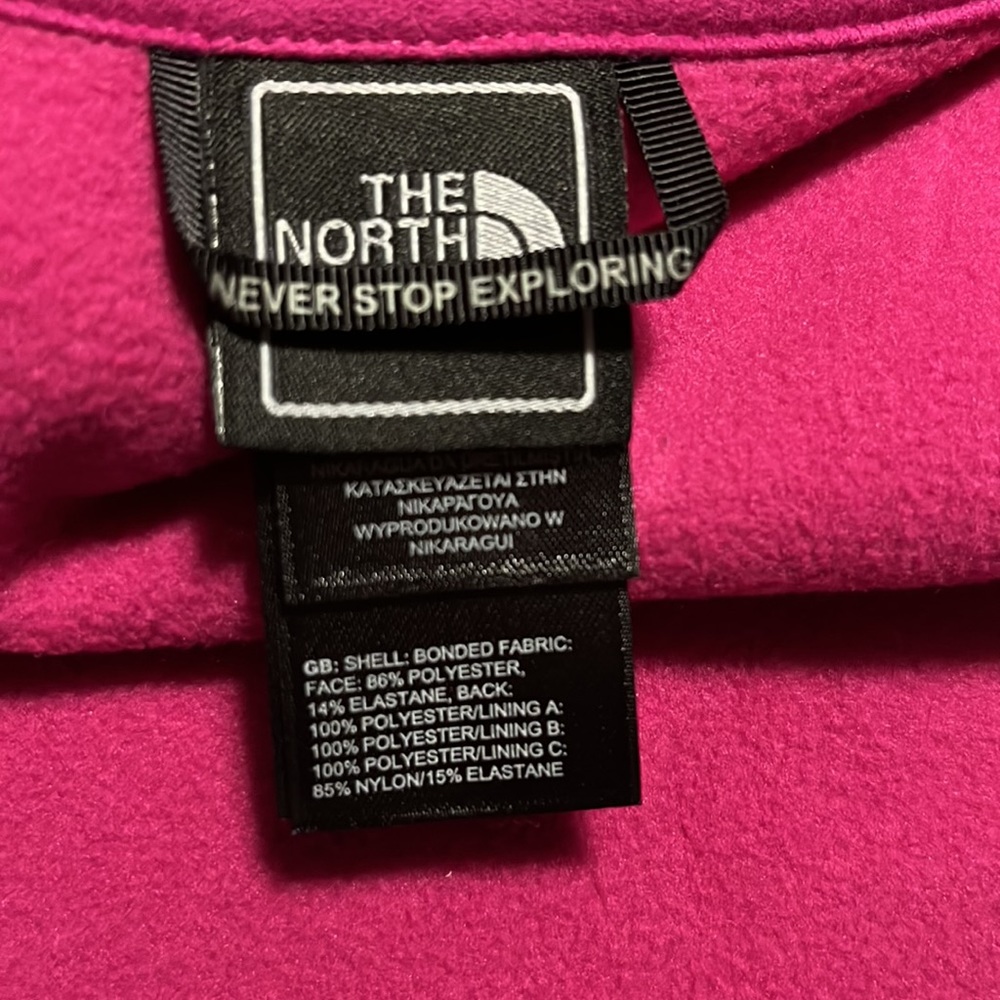 THE
NORTH
NEVER STOP EXPLORING
ΚΑΤΑΣΚΕΥΑΖΕΤΑΙ ΣΤΗΝ
ΝΙΚΑΡΑΓΟΥΑ
WYPRODUKOWANO W
NIKARAGUI
GB: SHELL: BONDED FABRIC:
FACE: 86% POLYESTER,
14% ELASTANE, BACK:
100% POLYESTER/LINING A:
100% POLYESTER/LINING B:
100% POLYESTER/LINING C:
85% NYLON/15% ELASTANE